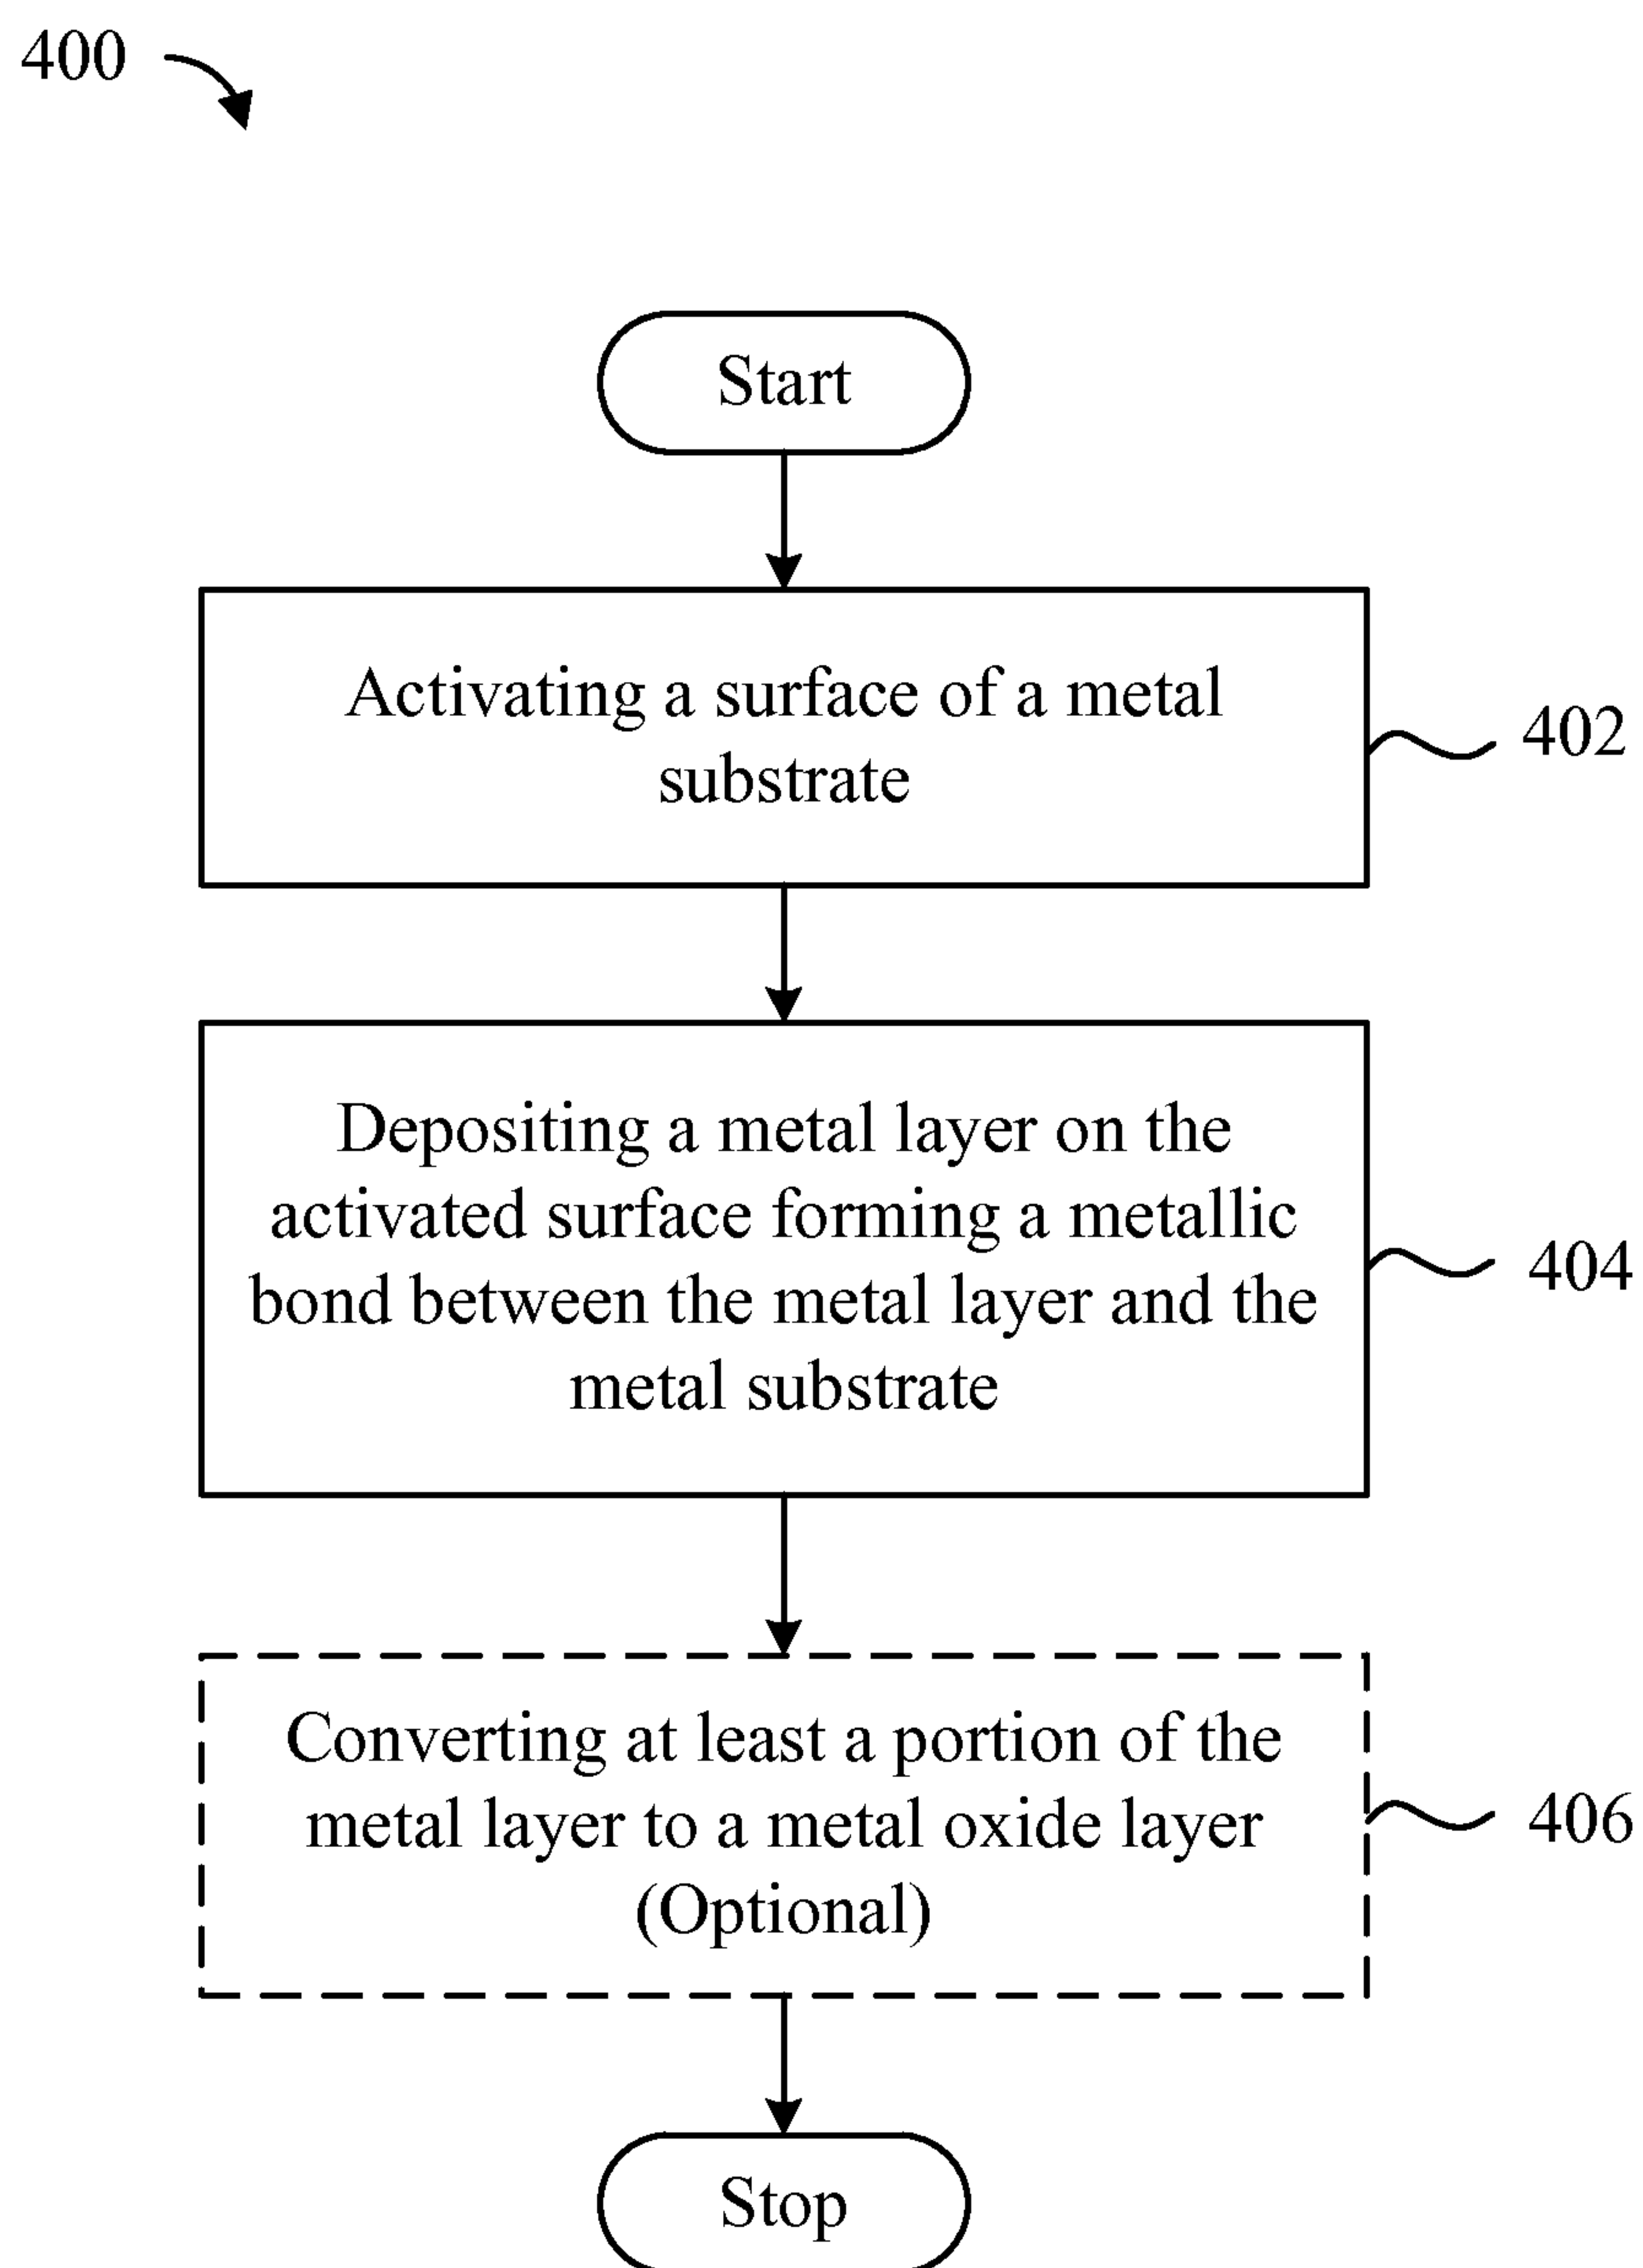 400
Start
Activating a surface of a metal
substrate
402
Depositing a metal layer on the
activated surface forming a metallic
bond between the metal layer and the
metal substrate
404
Converting at least a portion of the
metal layer to a metal oxide layer
(Optional)
406
Stop